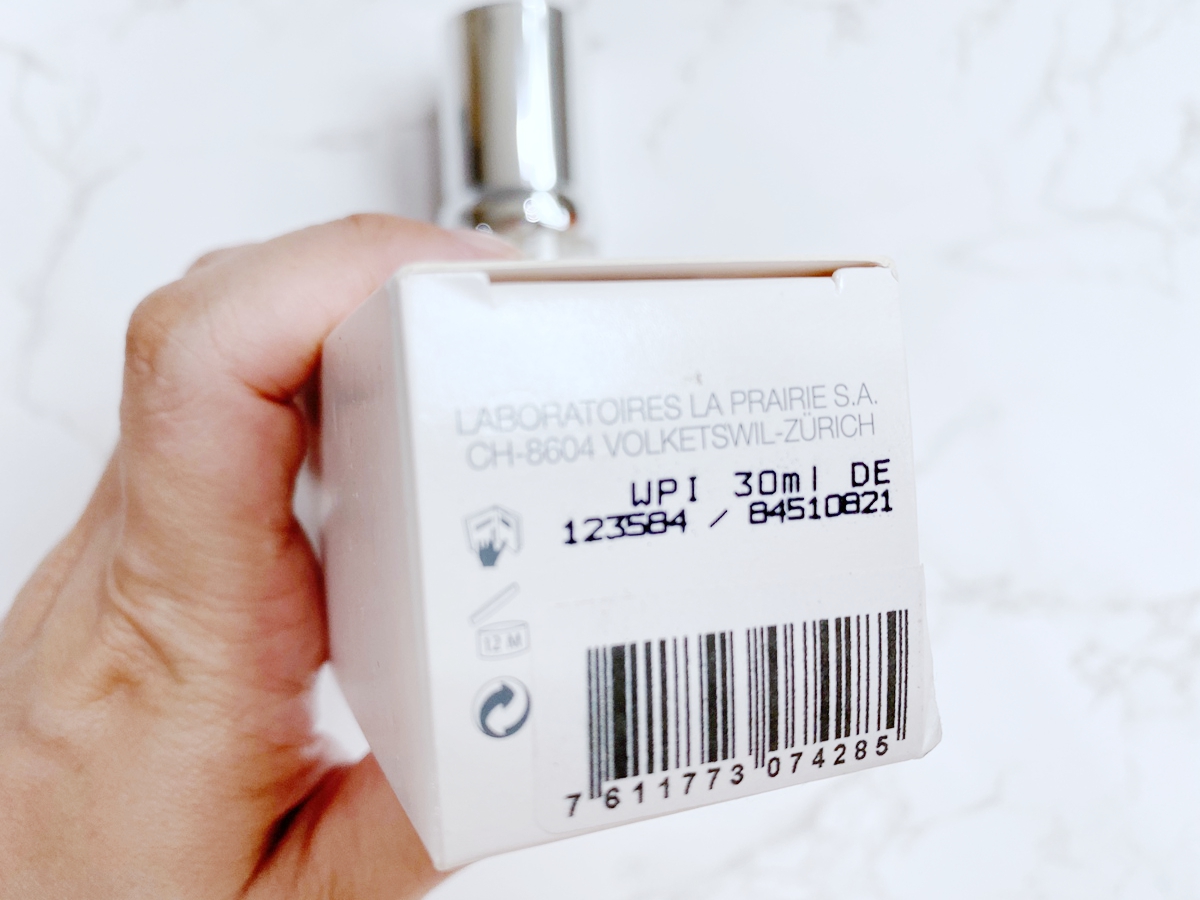 LABORATOIRES LA PRAIRIE S.A.
CH-8604 VOLKETSWIL-ZÜRICH
WPI 30ml DE
123584 / 84510821
12 M
7 611773 074285